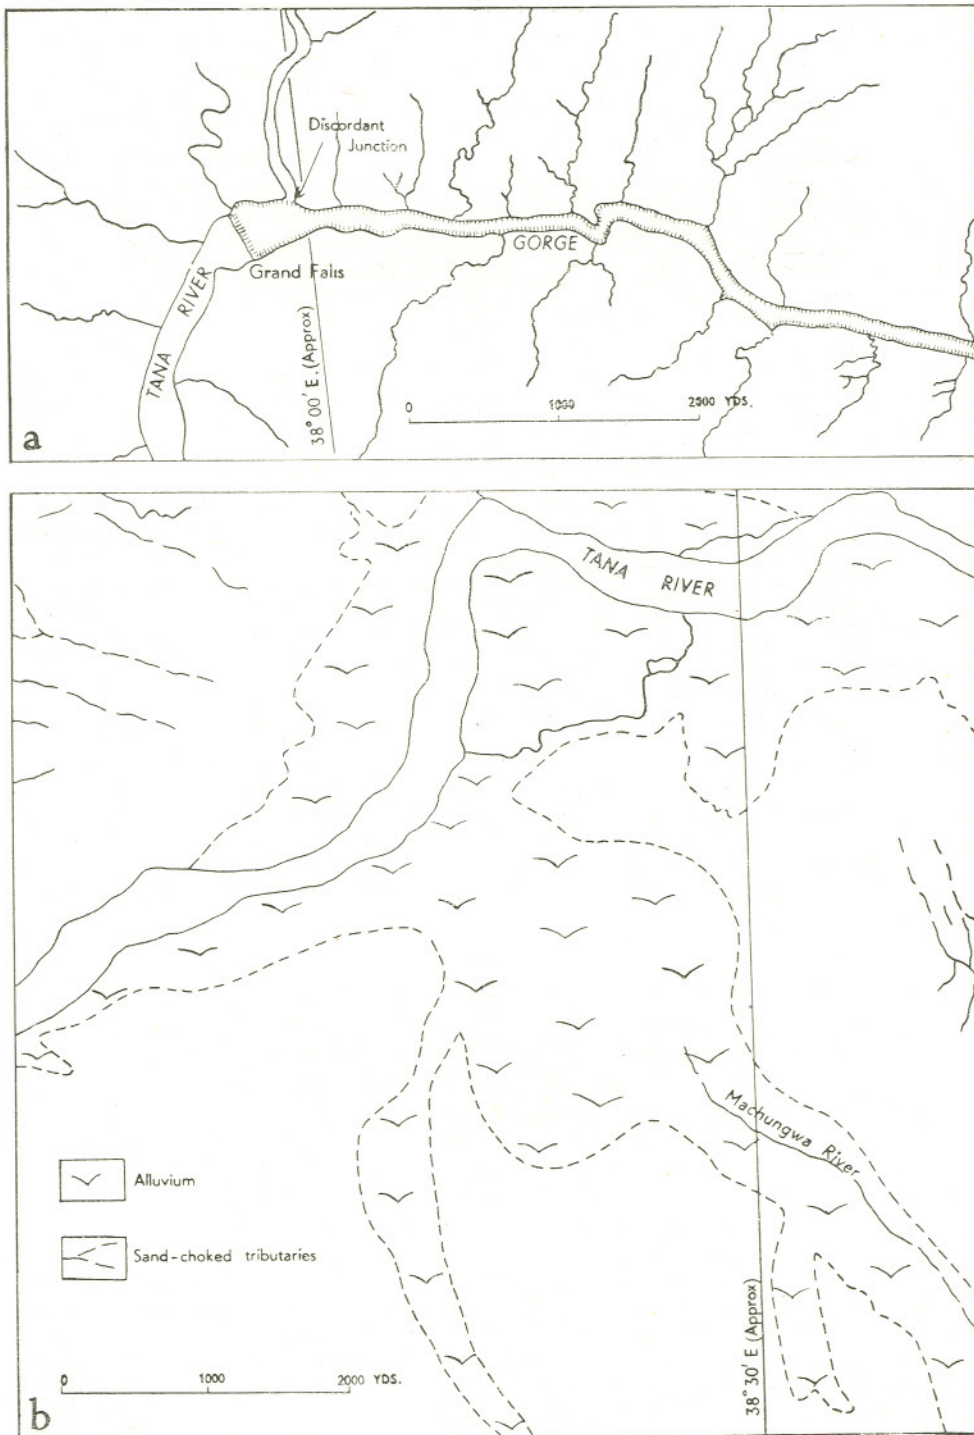 Discordant
Junction
GORGE
Grand Falls
TANA RIVER
38° 00' E. (Approx)
0 1000 2000 YDS.
a
TANA RIVER
Machungwa River
Alluvium
Sand-choked tributaries
38° 30' E (Approx)
0 1000 2000 YDS.
b